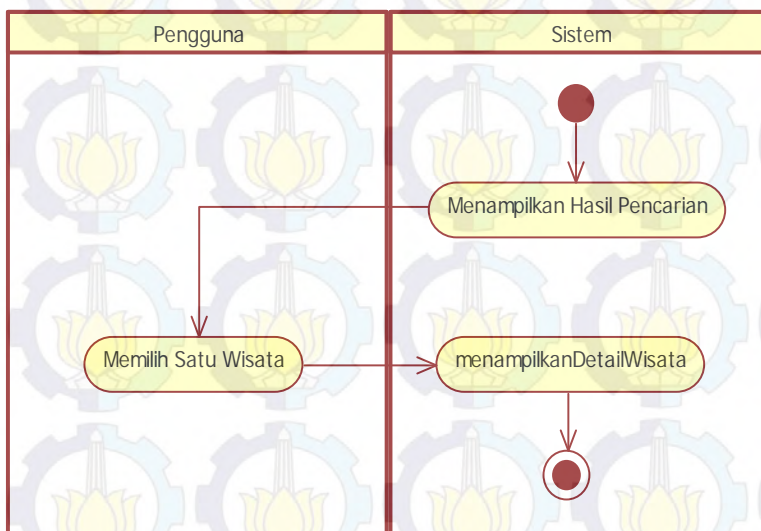 Pengguna
Sistem
Menampilkan Hasil Pencarian
Memilih Satu Wisata
menampilkanDetailWisata